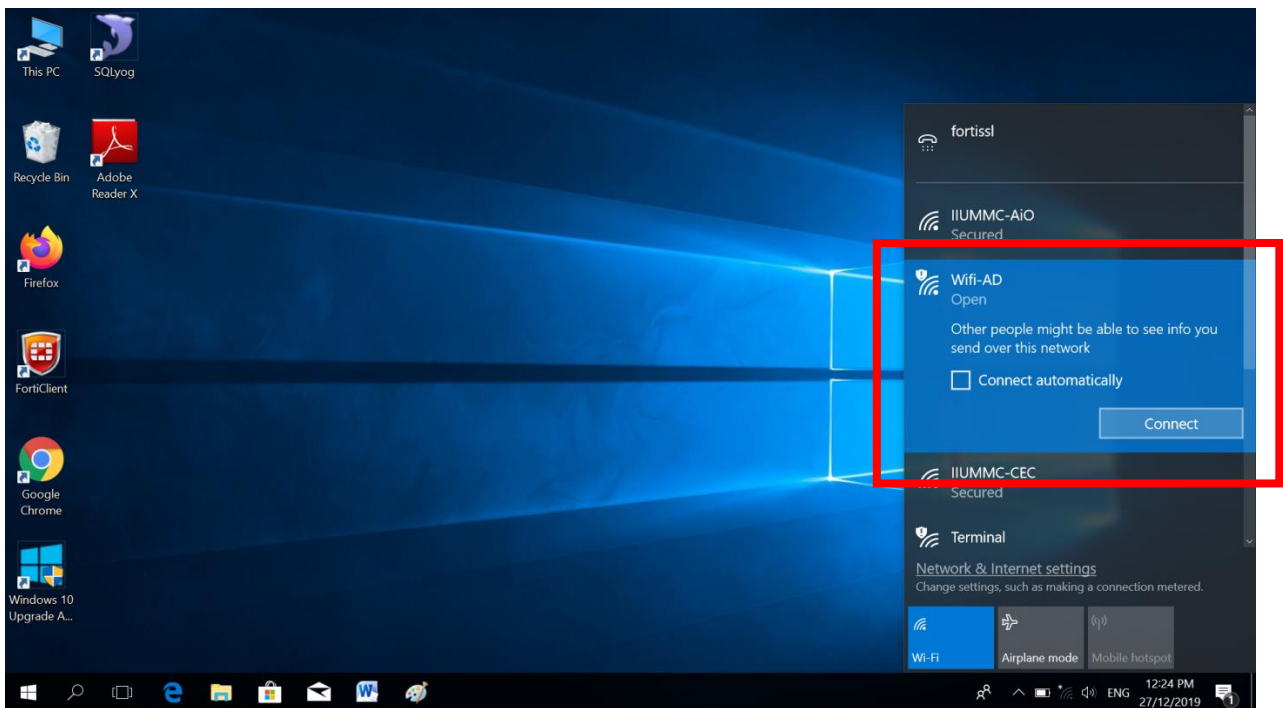 This PC
SQLyog
Recycle Bin
Adobe
Reader X
Firefox
FortiClient
Google
Chrome
Windows 10
Upgrade A...
fortissl
IIUMMC-AiO
Secured
Wifi-AD
Open
Other people might be able to see info you
send over this network
Connect automatically
Connect
IIUMMC-CEC
Secured
Terminal
Network & Internet settings
Change settings, such as making a connection metered.
Wi-Fi
Airplane mode
Mobile hotspot
W
ENG
12:24 PM
27/12/2019
1